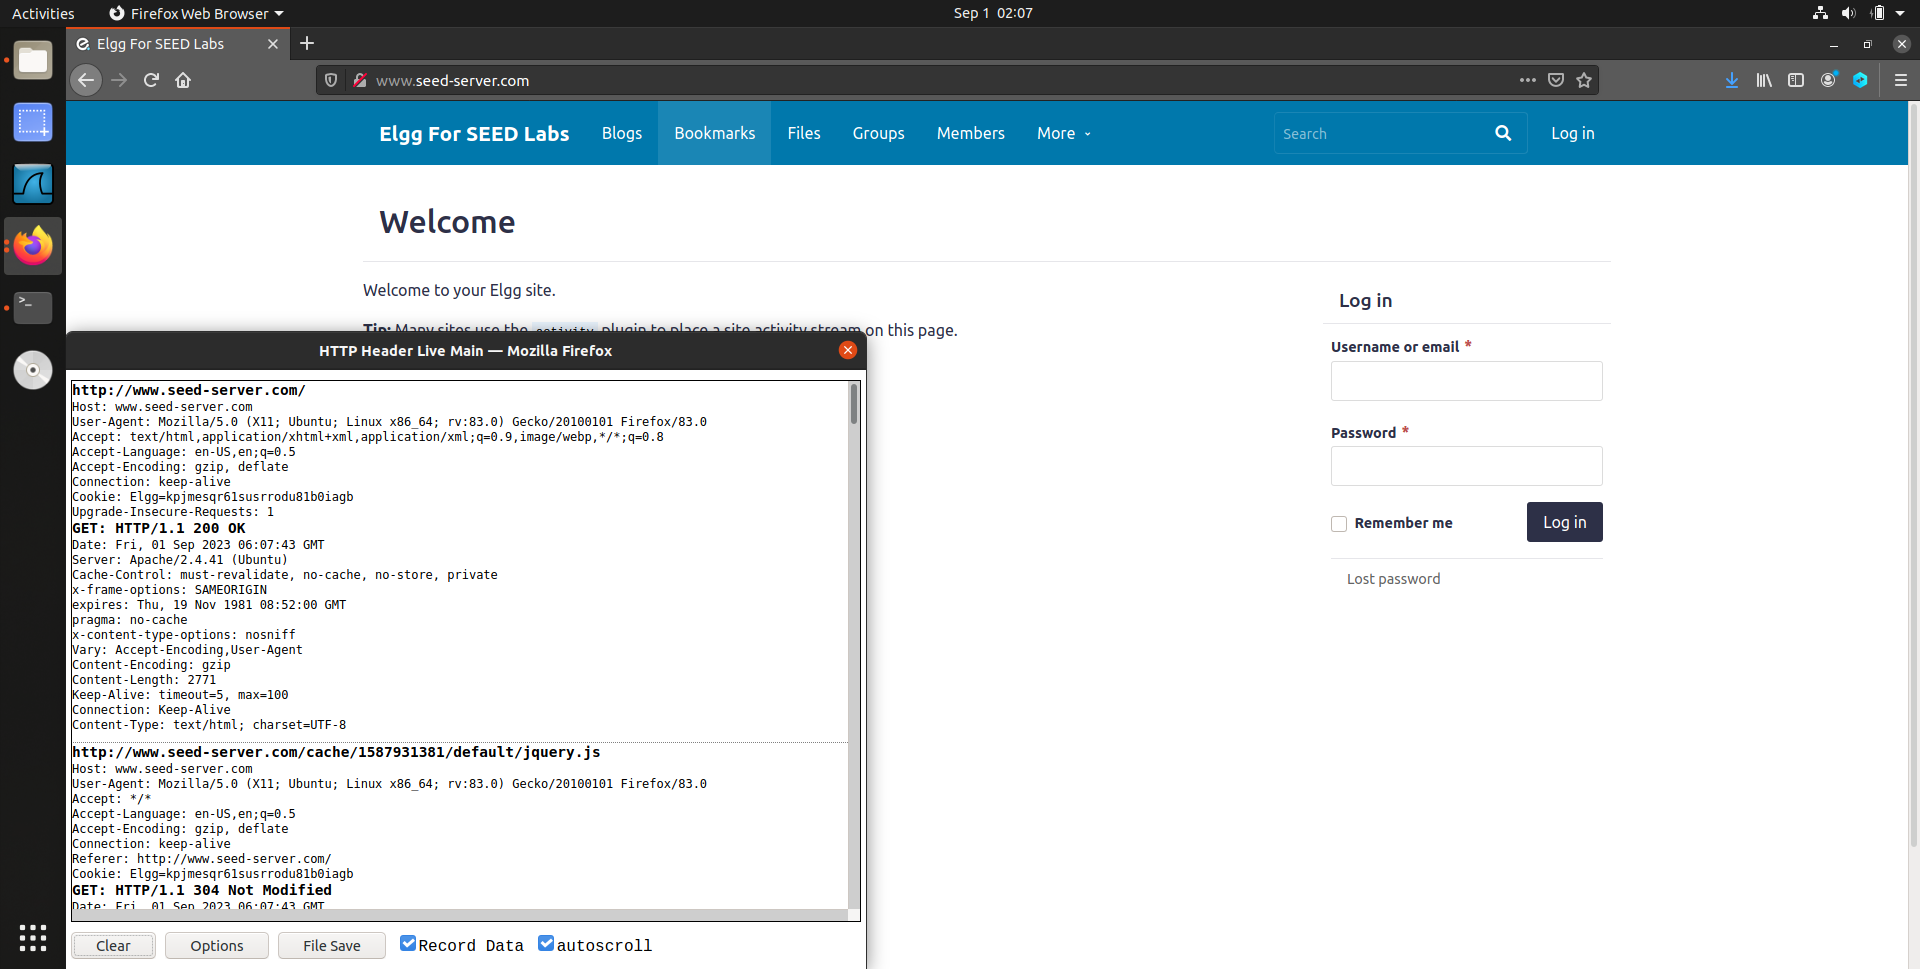 Activities
Firefox Web Browser
Sep 1 02:07
Elgg For SEED Labs
www.seed-server.com
Elgg For SEED Labs
Blogs
Bookmarks
Files
Groups
Members
More
Search
Log in
Welcome
Welcome to your Elgg site.
Tip: Many sites use the activity plugin to place a site activity stream on this page.
Log in
Username or email *
Password *
Remember me
Log in
Lost password
HTTP Header Live Main — Mozilla Firefox
http://www.seed-server.com/
Host: www.seed-server.com
User-Agent: Mozilla/5.0 (X11; Ubuntu; Linux x86_64; rv:83.0) Gecko/20100101 Firefox/83.0
Accept: text/html,application/xhtml+xml,application/xml;q=0.9,image/webp,*/*;q=0.8
Accept-Language: en-US,en;q=0.5
Accept-Encoding: gzip, deflate
Connection: keep-alive
Cookie: Elgg=kpjmesqr61susrrodu81b0iagb
Upgrade-Insecure-Requests: 1
GET: HTTP/1.1 200 OK
Date: Fri, 01 Sep 2023 06:07:43 GMT
Server: Apache/2.4.41 (Ubuntu)
Cache-Control: must-revalidate, no-cache, no-store, private
x-frame-options: SAMEORIGIN
expires: Thu, 19 Nov 1981 08:52:00 GMT
pragma: no-cache
x-content-type-options: nosniff
Vary: Accept-Encoding,User-Agent
Content-Encoding: gzip
Content-Length: 2771
Keep-Alive: timeout=5, max=100
Connection: Keep-Alive
Content-Type: text/html; charset=UTF-8
http://www.seed-server.com/cache/1587931381/default/jquery.js
Host: www.seed-server.com
User-Agent: Mozilla/5.0 (X11; Ubuntu; Linux x86_64; rv:83.0) Gecko/20100101 Firefox/83.0
Accept: */*
Accept-Language: en-US,en;q=0.5
Accept-Encoding: gzip, deflate
Connection: keep-alive
Referer: http://www.seed-server.com/
Cookie: Elgg=kpjmesqr61susrrodu81b0iagb
GET: HTTP/1.1 304 Not Modified
Date: Fri, 01 Sep 2023 06:07:43 GMT
Clear
Options
File Save
Record Data
autoscroll